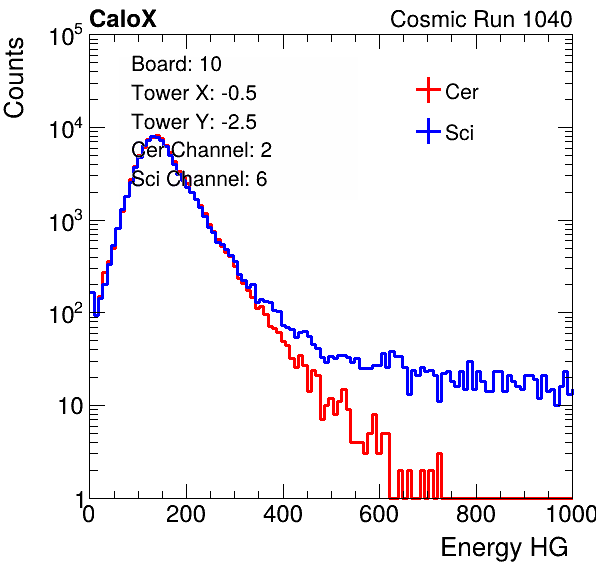 CaloX Cosmic Run 1040
Counts
10^5
10^4
10^3
10^2
10
1
Board: 10
Tower X: -0.5
Tower Y: -2.5
Cer Channel: 2
Sci Channel: 6
Cer
Sci
0 200 400 600 800 1000
Energy HG